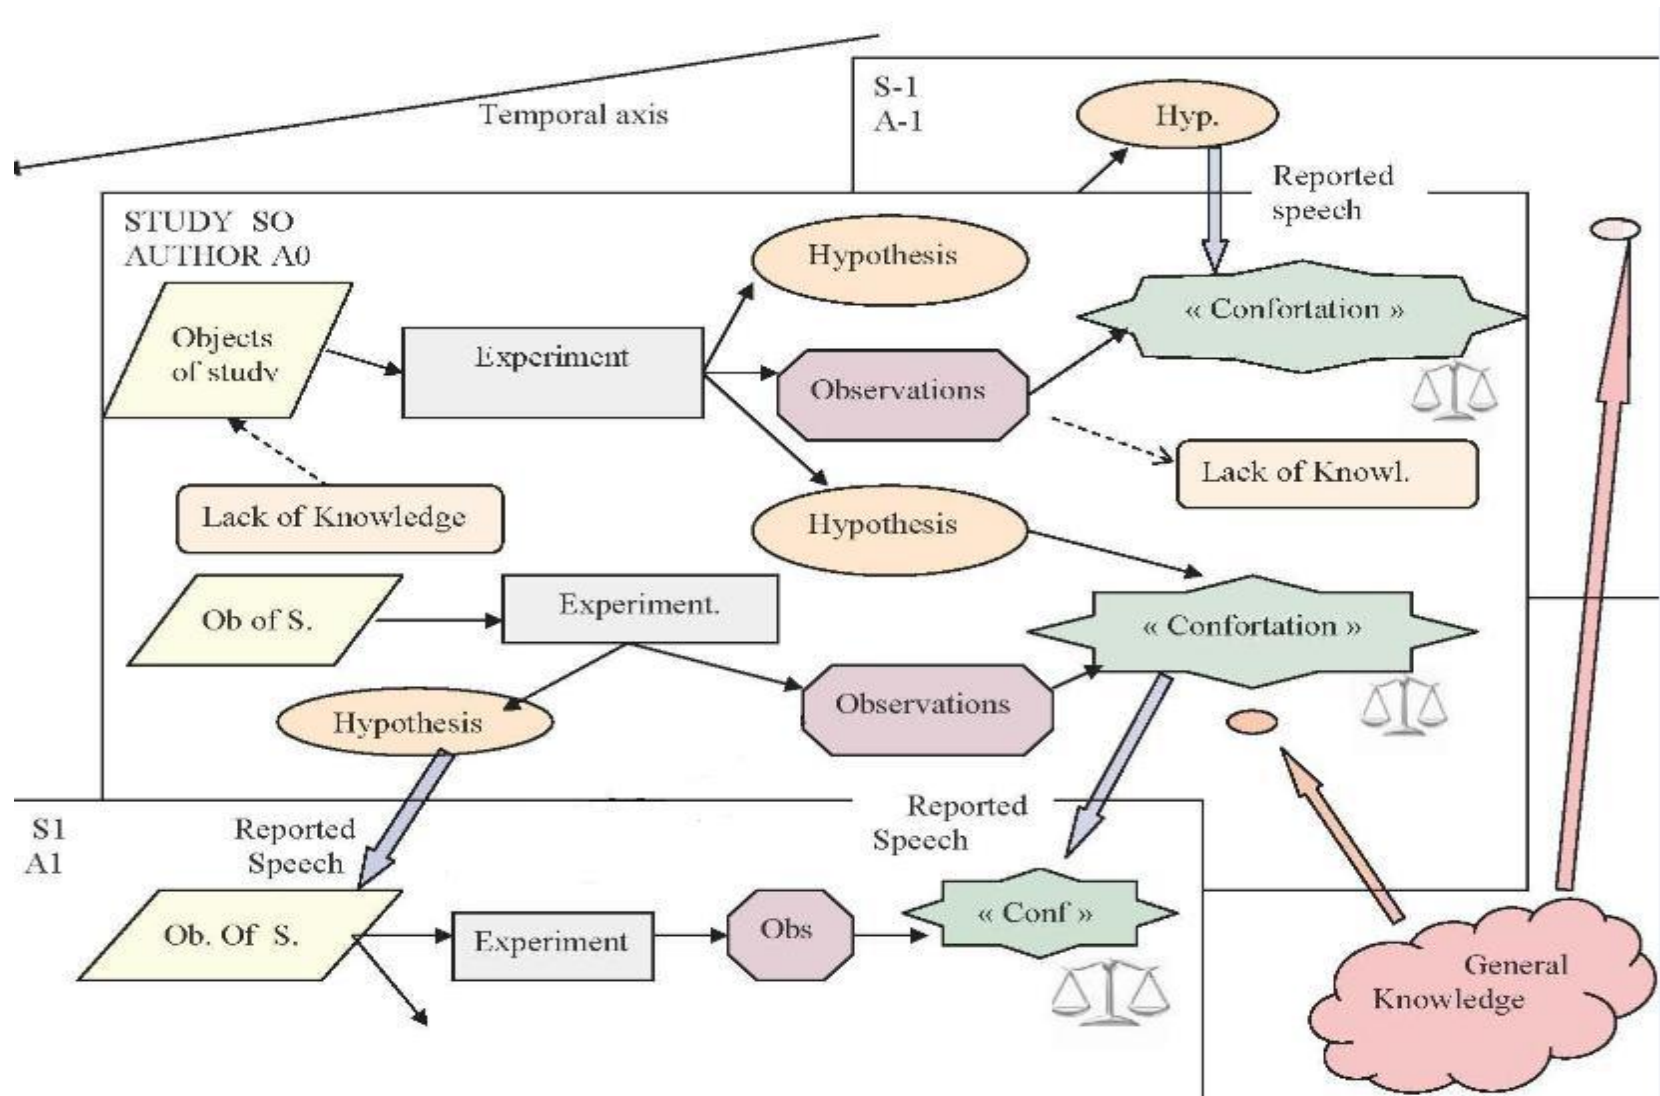 Temporal axis
S-1
A-1
Hyp.
Reported
speech
STUDY SO
AUTHOR A0
Hypothesis
« Confortation »
Objects
of studv
Experiment
Observations
Lack of Knowl.
Lack of Knowledge
Hypothesis
Ob of S.
Experiment.
« Confortation »
Hypothesis
Observations
S1
A1
Reported
Speech
Reported
Speech
Ob. Of S.
Experiment
Obs
« Conf »
General
Knowledge